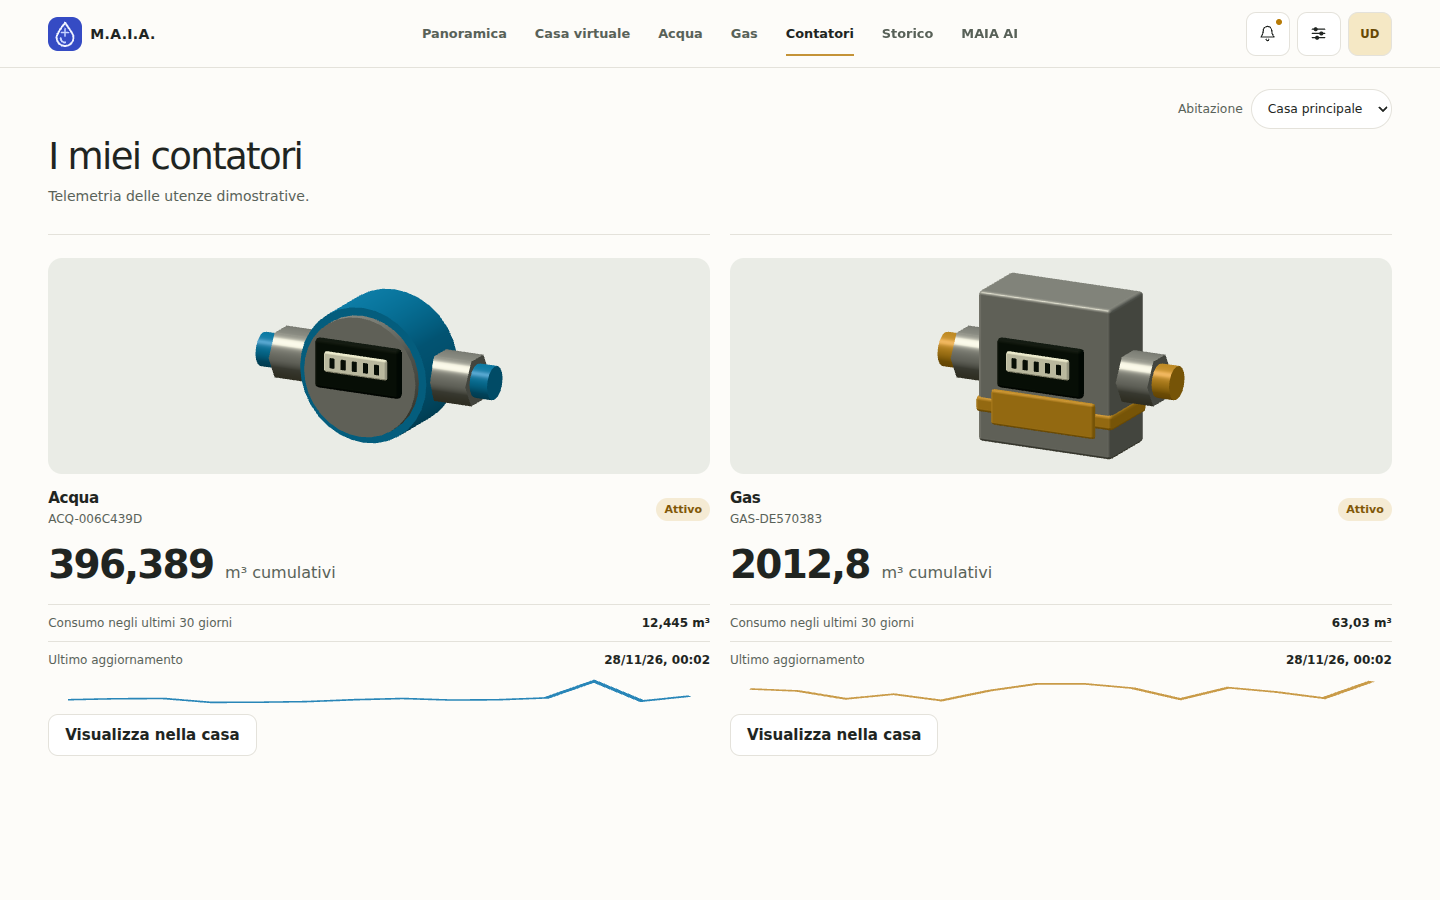 M.A.I.A.
Panoramica
Casa virtuale
Acqua
Gas
Contatori
Storico
MAIA AI
UD
Abitazione
Casa principale
I miei contatori
Telemetria delle utenze dimostrative.
Acqua
ACQ-006C439D
Attivo
396,389 m³ cumulativi
Consumo negli ultimi 30 giorni 12,445 m³
Ultimo aggiornamento 28/11/26, 00:02
Visualizza nella casa
Gas
GAS-DE570383
Attivo
2012,8 m³ cumulativi
Consumo negli ultimi 30 giorni 63,03 m³
Ultimo aggiornamento 28/11/26, 00:02
Visualizza nella casa